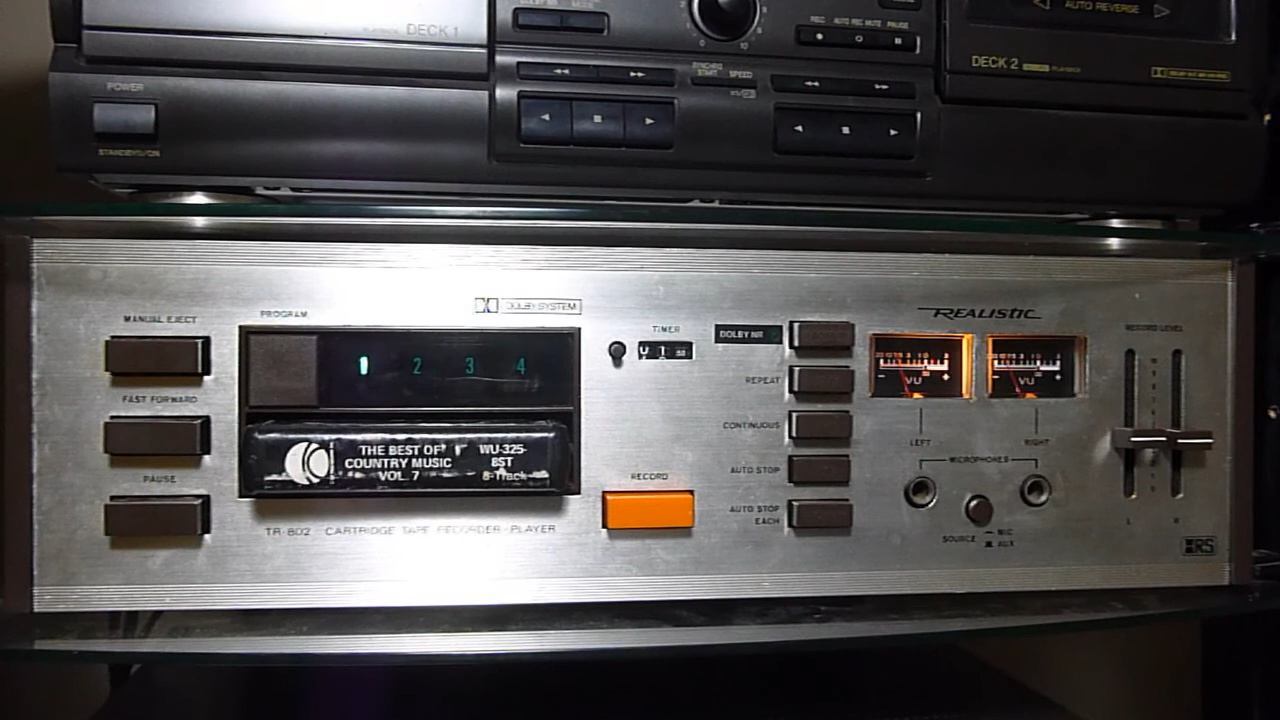 DECK 1
POWER
STANDBY/ON
0
10
REC AUTO REC MUTE PAUSE
SYNCHRO
START
SPEED
AUTO REVERSE
DECK 2
PLAYBACK
MANUAL EJECT
PROGRAM
DOLBY SYSTEM
FAST FORWARD
1 2 3 4
PAUSE
THE BEST OF
COUNTRY MUSIC
VOL. 7
WU-325-
8ST
8-Track
TR-802 CARTRIDGE TAPE RECORDER-PLAYER
TIMER
RECORD
DOLBY NR
REPEAT
CONTINUOUS
AUTO STOP
AUTO STOP
EACH
REALISTIC
VU
VU
LEFT
RIGHT
MICROPHONES
SOURCE
MIC
AUX
RECORD LEVEL
L R
RS